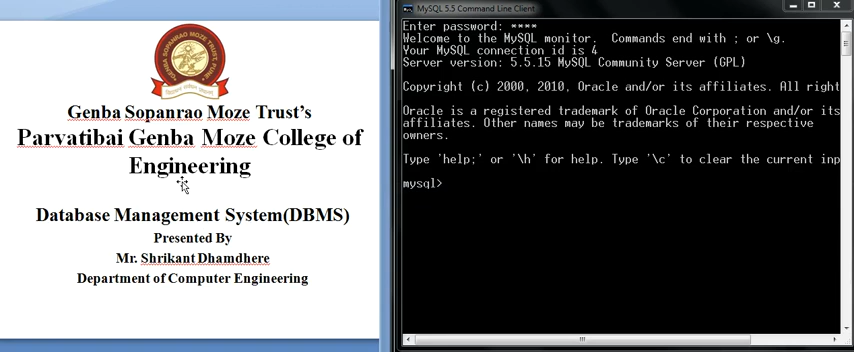 Genba Sopanrao Moze Trust's
Parvatibai Genba Moze College of
Engineering
Database Management System(DBMS)
Presented By
Mr. Shrikant Dhamdhere
Department of Computer Engineering
MySQL 5.5 Command Line Client
Enter password: ****
Welcome to the MySQL monitor.  Commands end with ; or \g.
Your MySQL connection id is 4
Server version: 5.5.15 MySQL Community Server (GPL)
Copyright (c) 2000, 2010, Oracle and/or its affiliates. All right
Oracle is a registered trademark of Oracle Corporation and/or its
affiliates. Other names may be trademarks of their respective
owners.
Type 'help;' or '\h' for help. Type '\c' to clear the current inp
mysql>